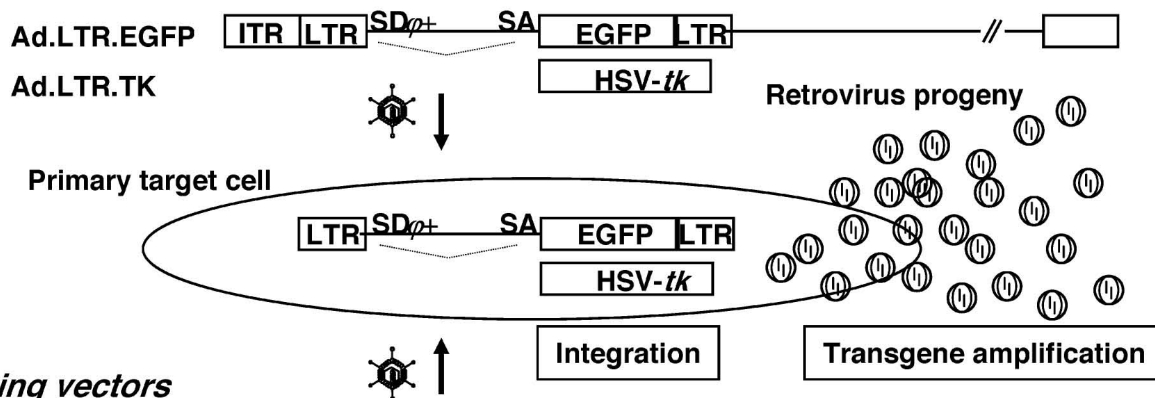 Ad.LTR.EGFP
ITR LTR SDφ+ SA EGFP LTR
Ad.LTR.TK
HSV-tk
Retrovirus progeny
Primary target cell
LTR SDφ+ SA EGFP LTR
HSV-tk
Integration
Transgene amplification
ing vectors